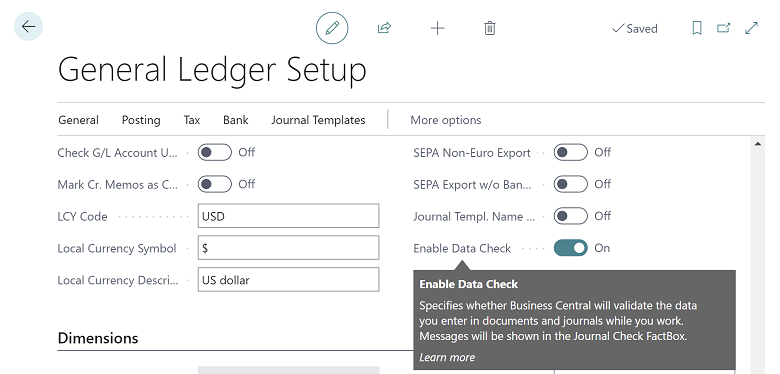 Saved
General Ledger Setup
General Posting Tax Bank Journal Templates More options
Check G/L Account U... Off
Mark Cr. Memos as C... Off
LCY Code USD
Local Currency Symbol $
Local Currency Descri... US dollar
SEPA Non-Euro Export Off
SEPA Export w/o Ban... Off
Journal Templ. Name ... Off
Enable Data Check On
Enable Data Check
Specifies whether Business Central will validate the data
you enter in documents and journals while you work.
Messages will be shown in the Journal Check FactBox.
Learn more
Dimensions